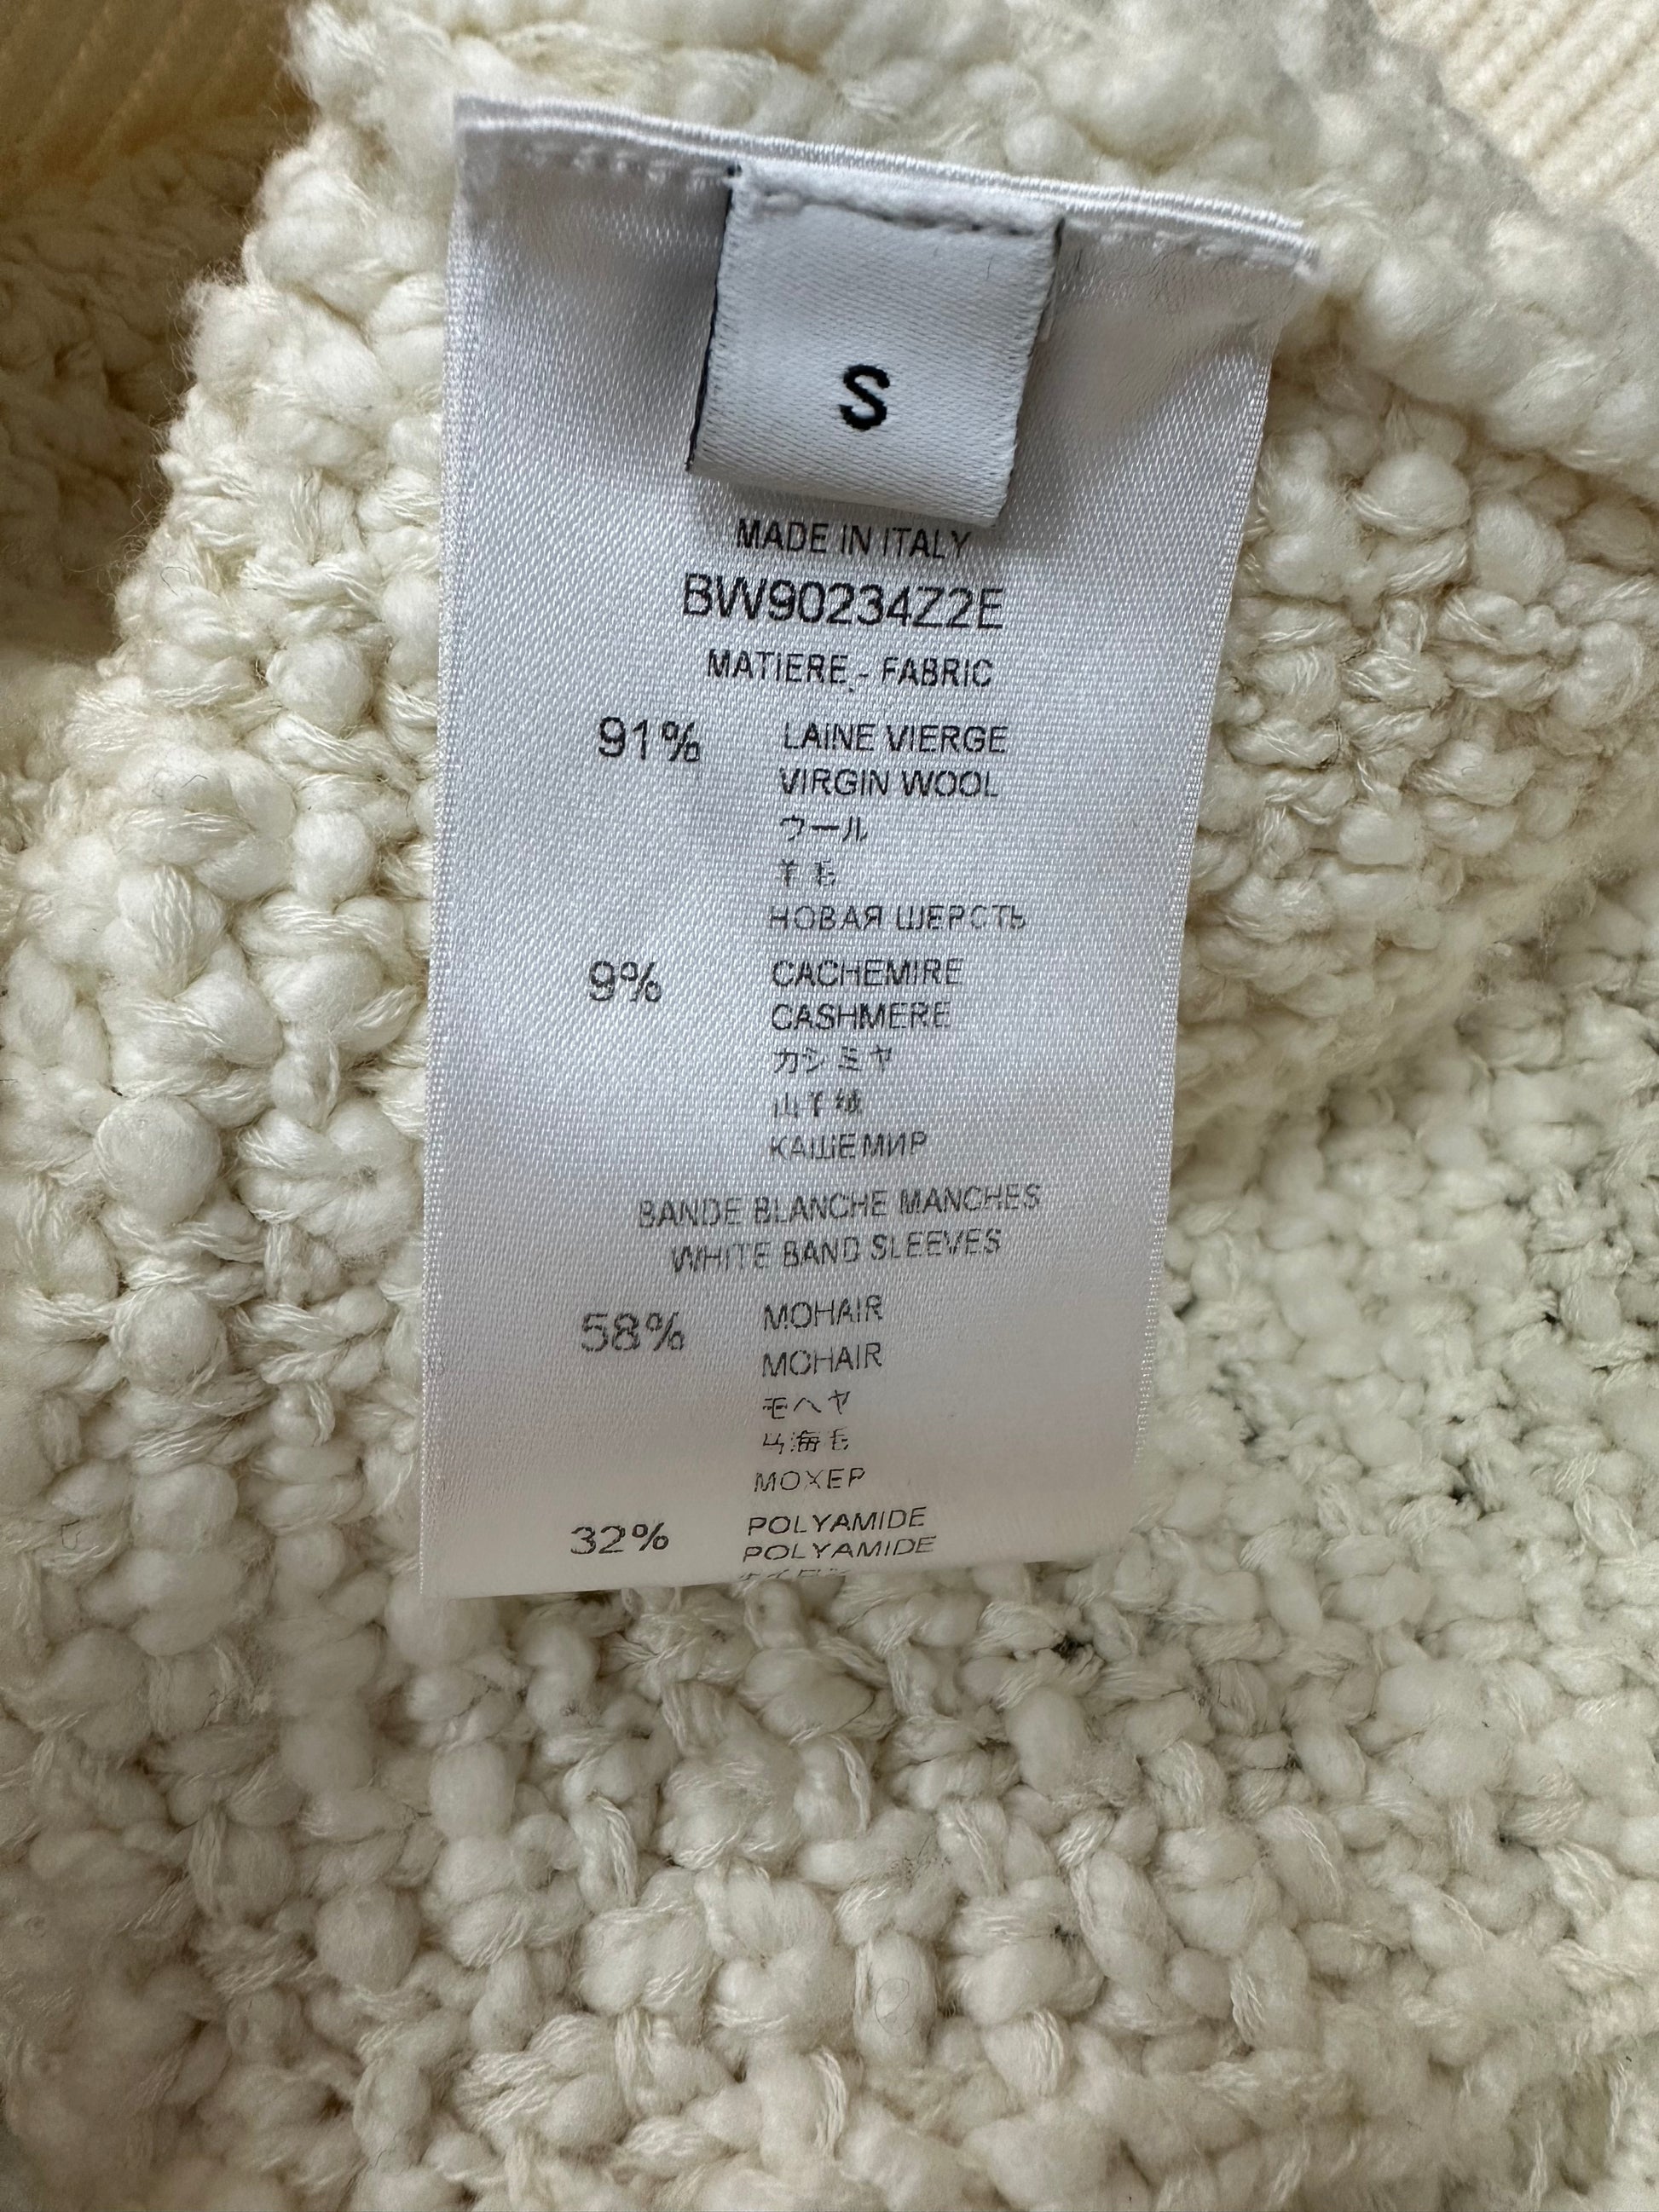 S
MADE IN ITALY
BW90234Z2E
MATIERE - FABRIC
91% LAINE VIERGE
VIRGIN WOOL
ウール
羊毛
НОВАЯ ШЕРСТЬ
9% CACHEMIRE
CASHMERE
カシミヤ
山羊绒
КАШЕМИР
BANDE BLANCHE MANCHES
WHITE BAND SLEEVES
58% MOHAIR
MOHAIR
モヘヤ
马海毛
МОХЕР
32% POLYAMIDE
POLYAMIDE